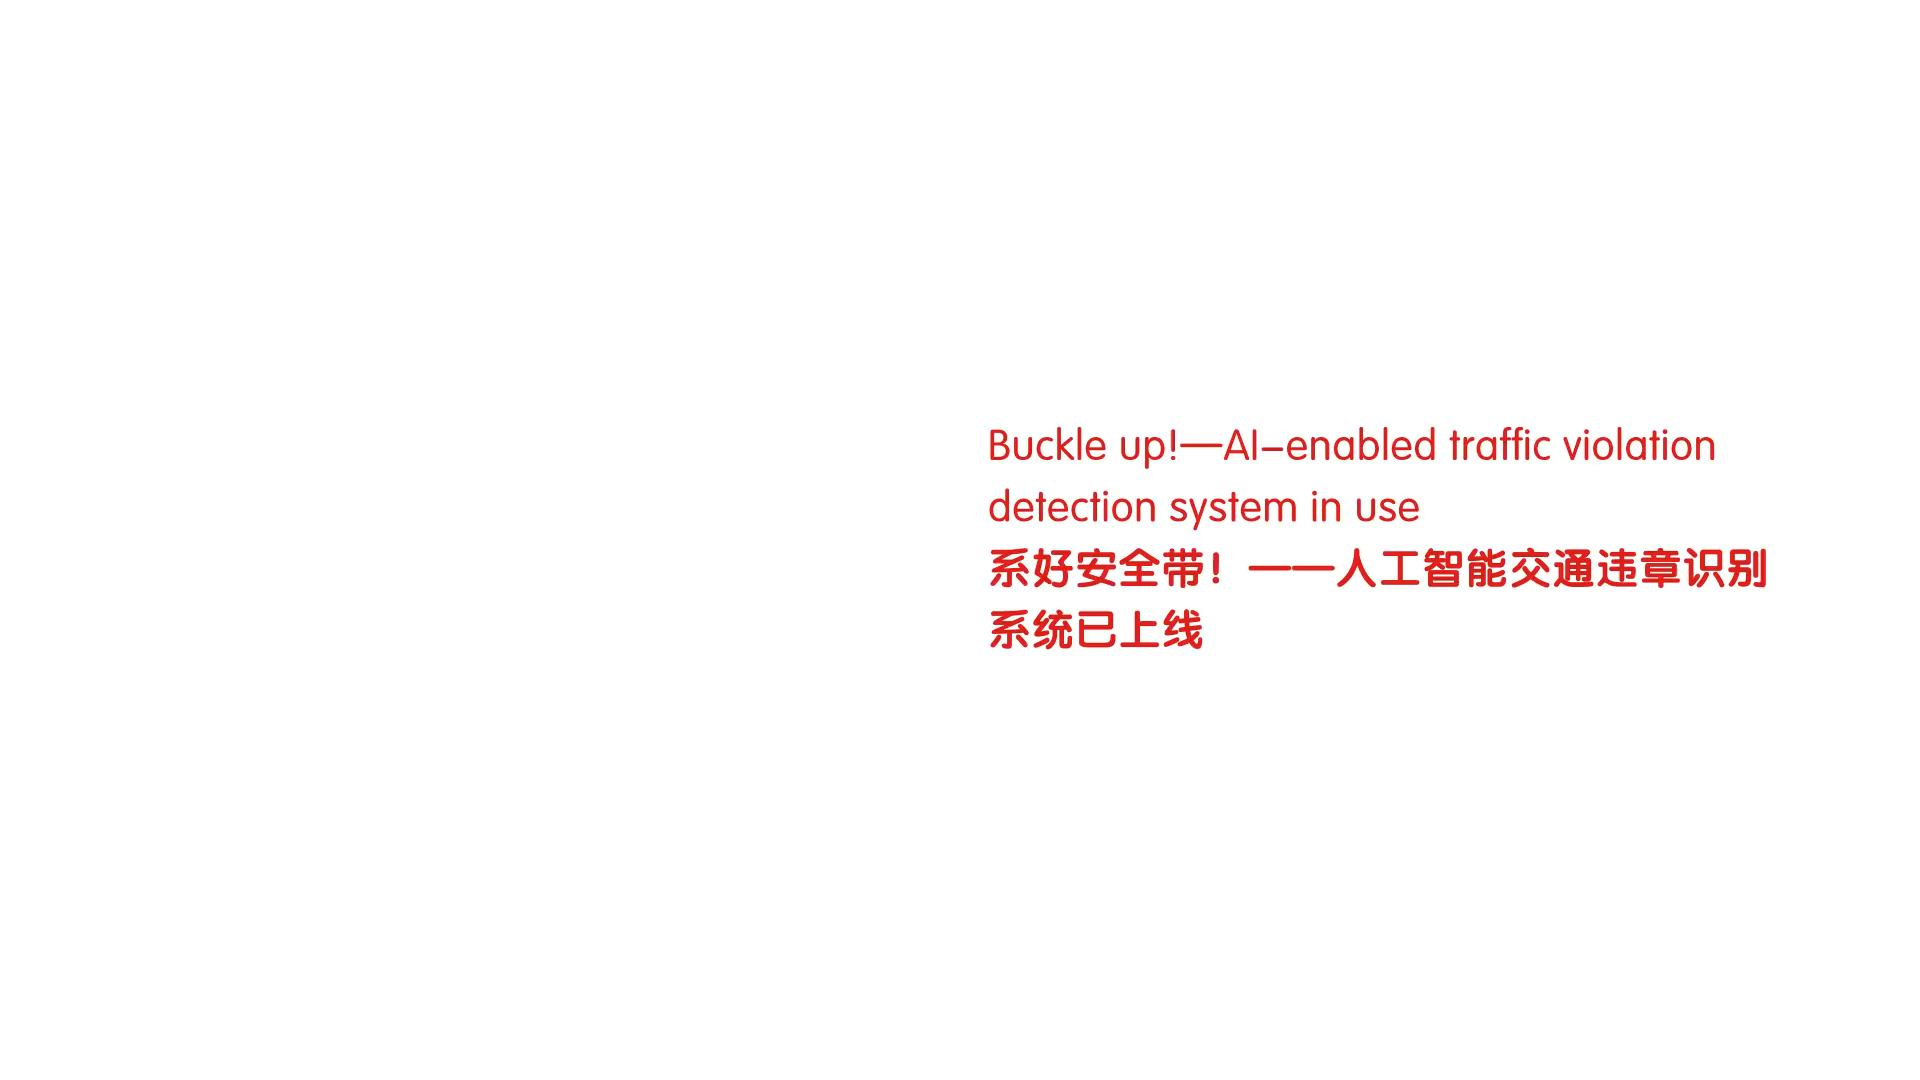 Buckle up!—AI-enabled traffic violation
detection system in use
系好安全带！——人工智能交通违章识别
系统已上线